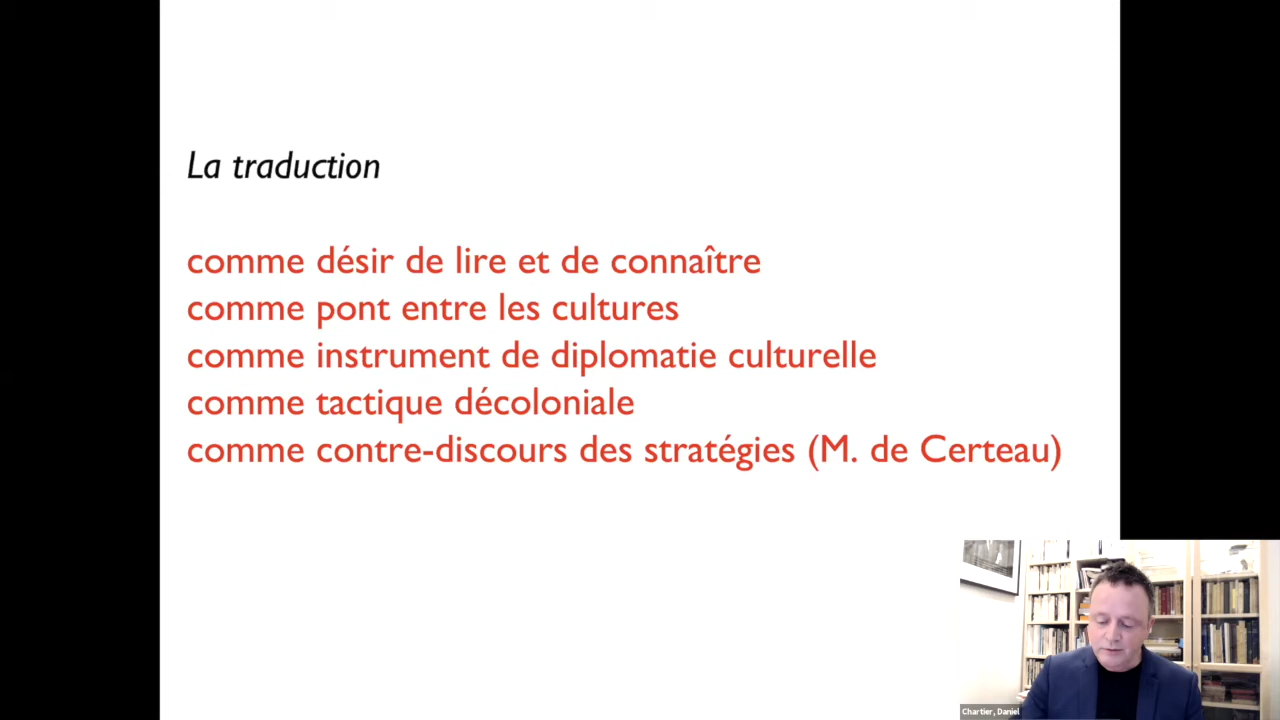 La traduction
comme désir de lire et de connaître
comme pont entre les cultures
comme instrument de diplomatie culturelle
comme tactique décoloniale
comme contre-discours des stratégies (M. de Certeau)
Chartier, Daniel